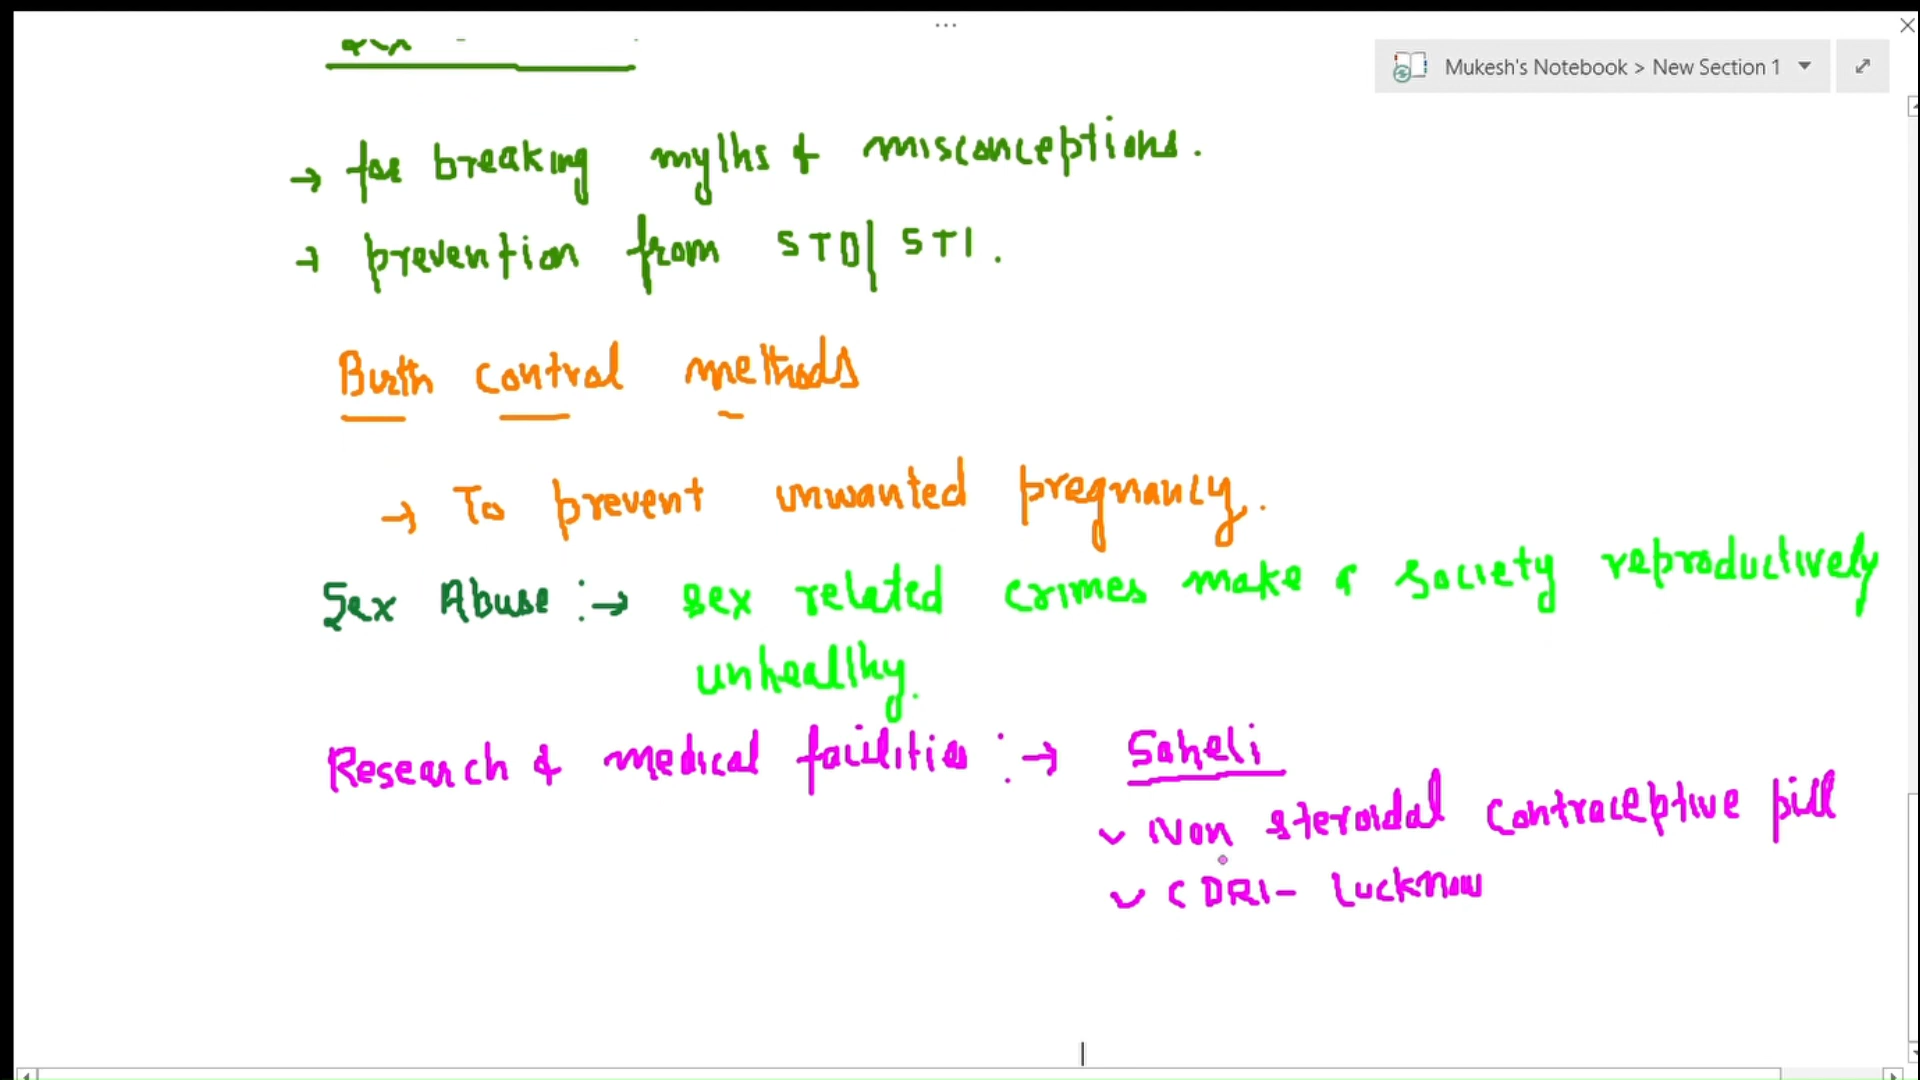 ...
Mukesh's Notebook > New Section 1
→ for breaking myths & misconceptions.
→ prevention from STD| STI.
Birth control methods
→ To prevent unwanted pregnancy.
Sex Abuse :→ sex related crimes make a society reproductively
unhealthy.
Research & medical facilities :→ Saheli
✓ Non steroidal contraceptive pill
✓ CDRI- Lucknow